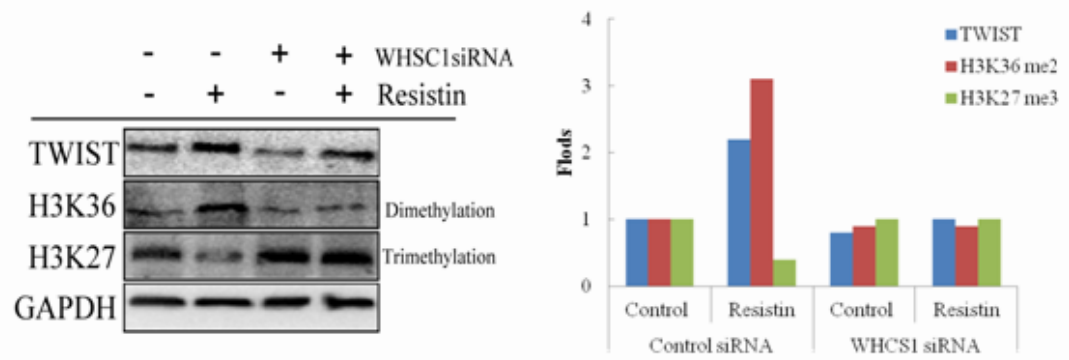 - - + + WHSC1siRNA
- + - + Resistin
TWIST
H3K36 Dimethylation
H3K27 Trimethylation
GAPDH
4
3
2
1
0
Flods
TWIST
H3K36 me2
H3K27 me3
Control Resistin Control Resistin
Control siRNA WHCS1 siRNA